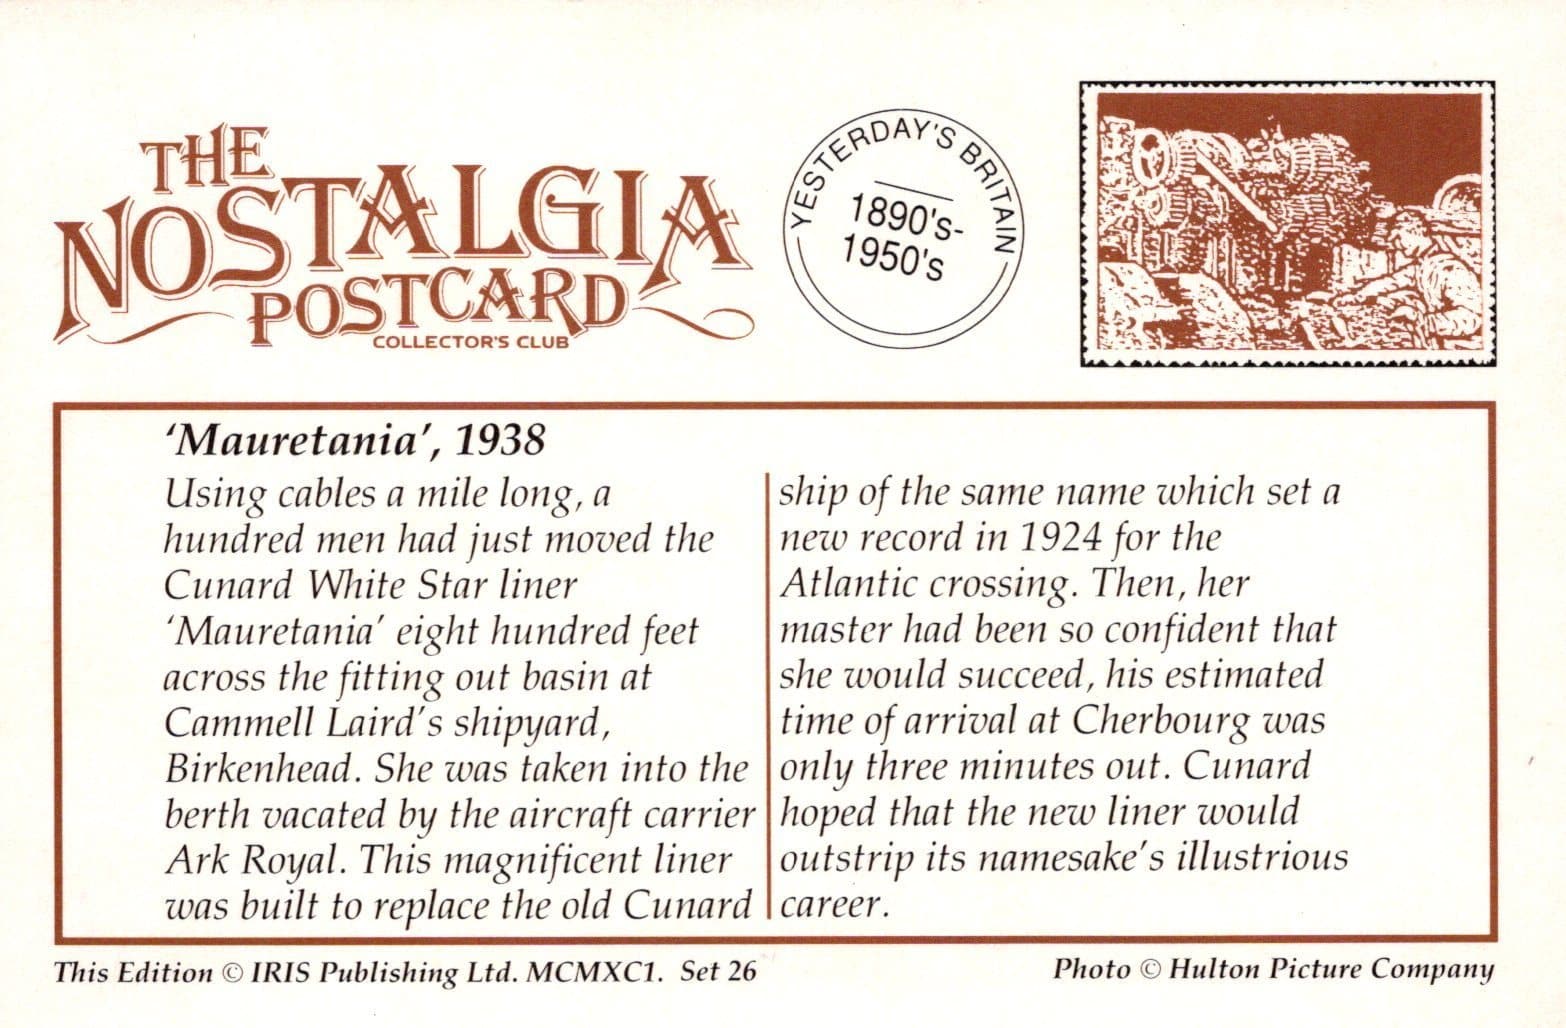 THE
NOSTALGIA
POSTCARD
COLLECTOR'S CLUB
YESTERDAY'S BRITAIN
1890's-
1950's
‘Mauretania’, 1938
Using cables a mile long, a
hundred men had just moved the
Cunard White Star liner
‘Mauretania’ eight hundred feet
across the fitting out basin at
Cammell Laird’s shipyard,
Birkenhead. She was taken into the
berth vacated by the aircraft carrier
Ark Royal. This magnificent liner
was built to replace the old Cunard
ship of the same name which set a
new record in 1924 for the
Atlantic crossing. Then, her
master had been so confident that
she would succeed, his estimated
time of arrival at Cherbourg was
only three minutes out. Cunard
hoped that the new liner would
outstrip its namesake’s illustrious
career.
This Edition © IRIS Publishing Ltd. MCMXC1. Set 26
Photo © Hulton Picture Company